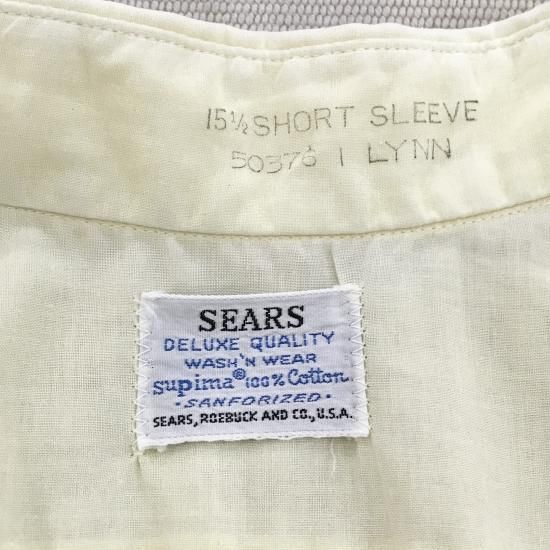 15½ SHORT SLEEVE
50376 1 LYNN
SEARS
DELUXE QUALITY
WASH 'N WEAR
supima® 100% Cotton
• SANFORIZED •
SEARS, ROEBUCK AND CO., U.S.A.